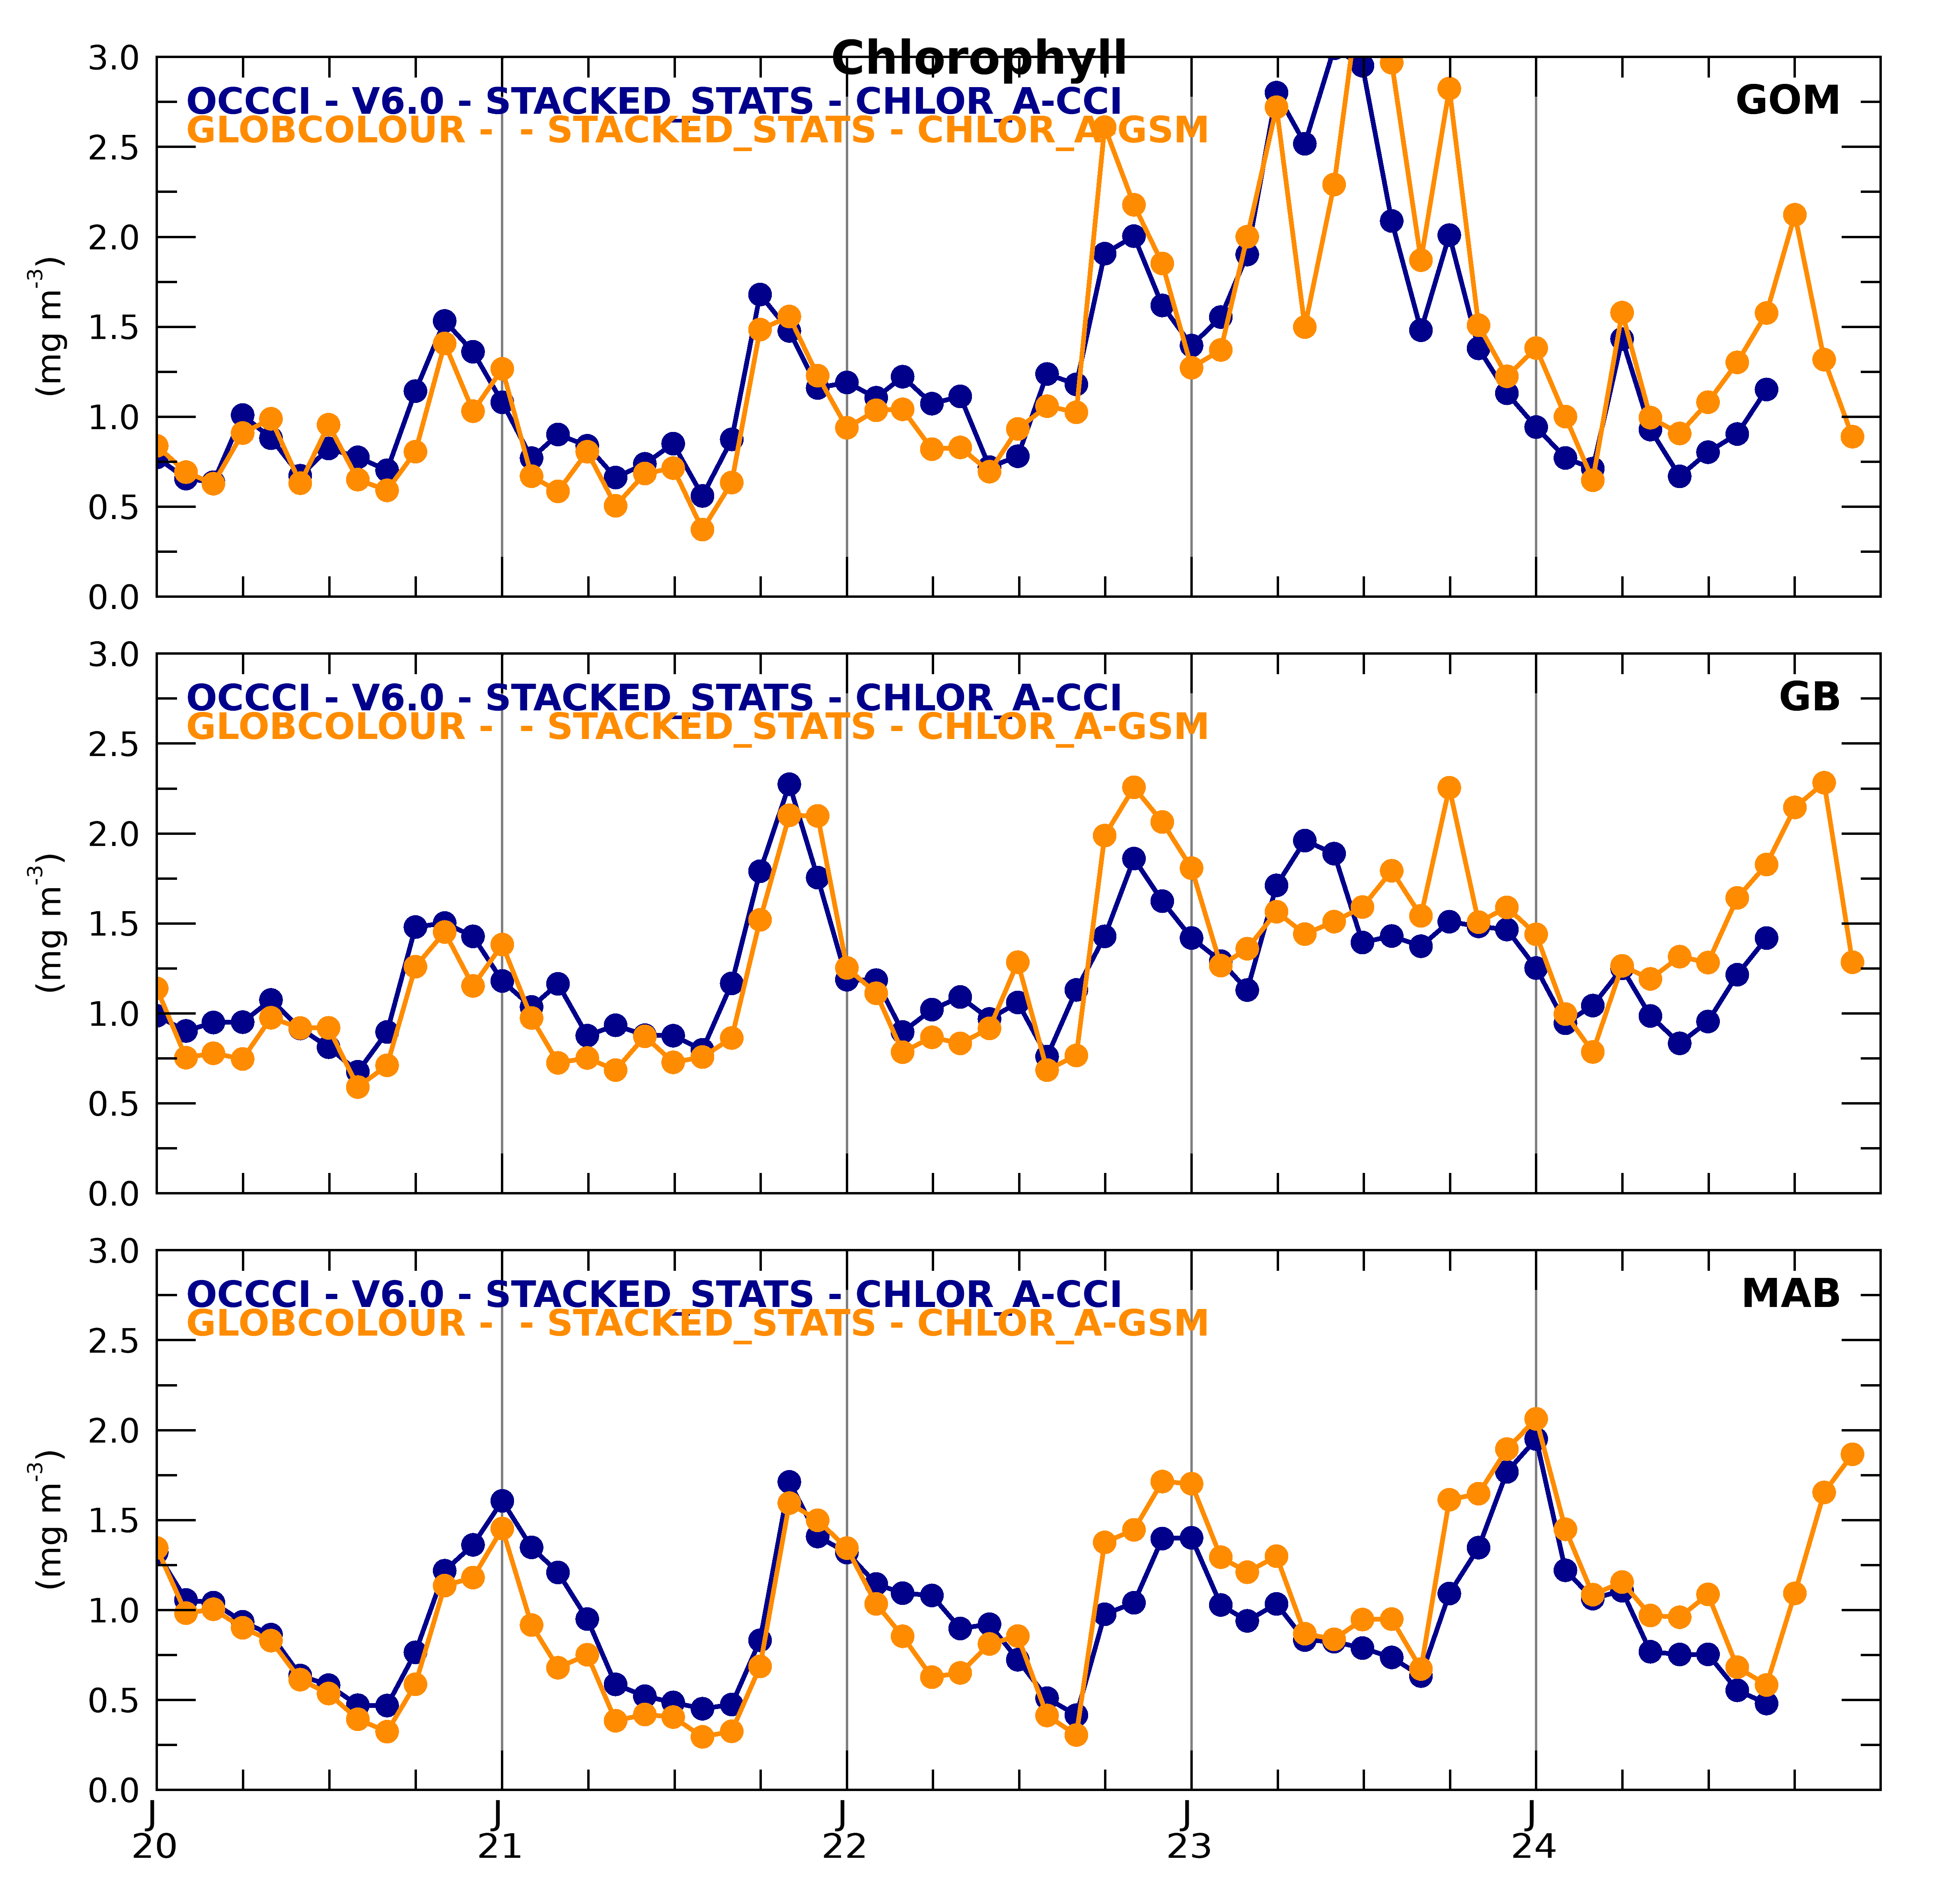 Chlorophyll
3.0
OCCCI - V6.0 - STACKED_STATS - CHLOR_A-CCI
GOM
GLOBCOLOUR - - STACKED_STATS - CHLOR_A-GSM
2.5
2.0
(mg m-3)
1.5
1.0
0.5
0.0
3.0
OCCCI - V6.0 - STACKED_STATS - CHLOR_A-CCI
GB
GLOBCOLOUR - - STACKED_STATS - CHLOR_A-GSM
2.5
2.0
(mg m-3)
1.5
1.0
0.5
0.0
3.0
OCCCI - V6.0 - STACKED_STATS - CHLOR_A-CCI
MAB
GLOBCOLOUR - - STACKED_STATS - CHLOR_A-GSM
2.5
2.0
(mg m-3)
1.5
1.0
0.5
0.0
J J J J J
20 21 22 23 24